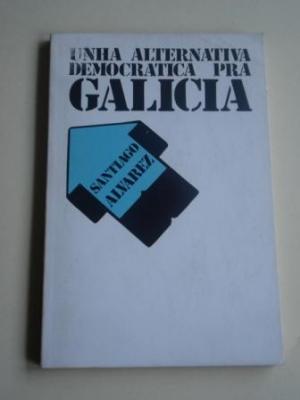 UNHA ALTERNATIVA
DEMOCRATICA PRA
GALICIA
SANTIAGO
ALVAREZ